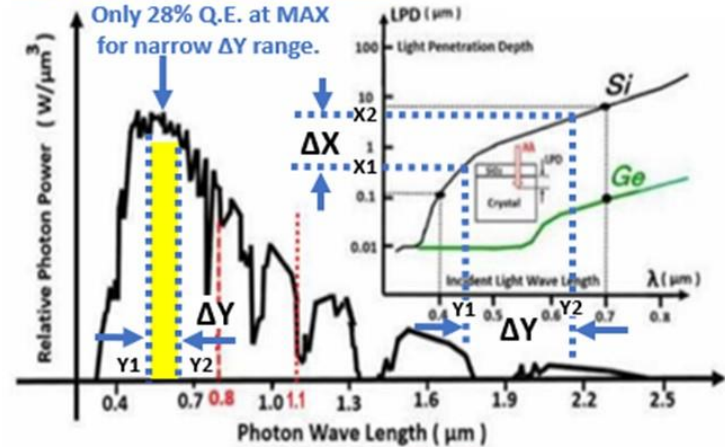 Only 28% Q.E. at MAX
for narrow ΔY range.
Relative Photon Power ( W/μm³ )
Y1
Y2
ΔY
0.4
0.7
0.8
1.0
1.1
1.3
1.6
1.9
2.2
2.5
Photon Wave Length ( μm )
LPD ( μm )
Light Penetration Depth
100
10
1
0.1
0.01
X2
ΔX
X1
Si
Ge
LPD
Crystal
Incident Light Wave Length
λ( μm )
0.4
0.5
0.6
0.7
0.8
Y1
Y2
ΔY